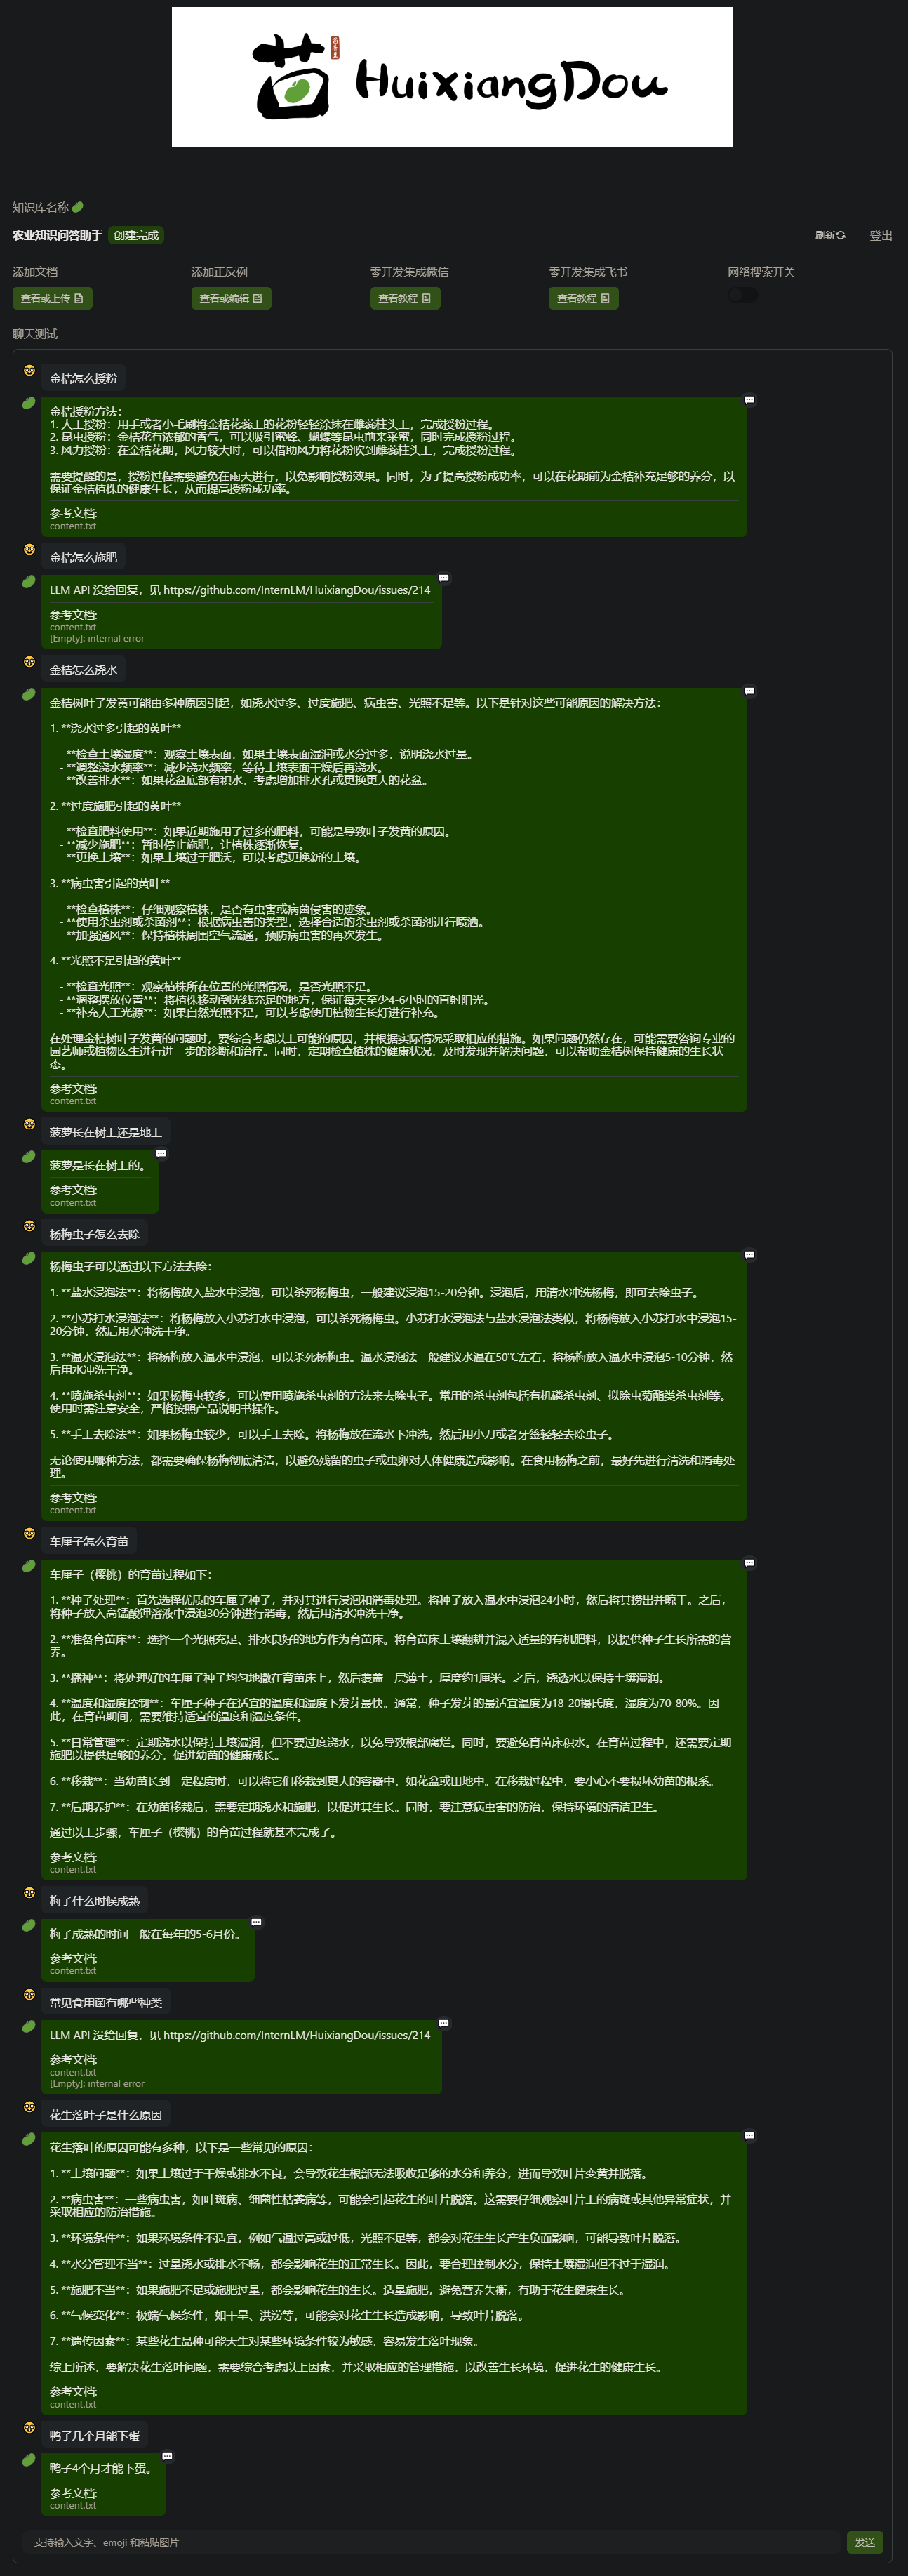 HuixiangDou
知识库名称
农业知识问答助手 创建完成 刷新 登出
添加文档 添加正反例 零开发集成微信 零开发集成飞书 网络搜索开关
查看或上传 查看或编辑 查看教程 查看教程
聊天测试
金桔怎么授粉
金桔授粉方法：
1. 人工授粉：用手或者小毛刷将金桔花蕊上的花粉轻轻涂抹在雌蕊柱头上，完成授粉过程。
2. 昆虫授粉：金桔花有浓郁的香气，可以吸引蜜蜂、蝴蝶等昆虫前来采蜜，同时完成授粉过程。
3. 风力授粉：在金桔花期，风力较大时，可以借助风力将花粉吹到雌蕊柱头上，完成授粉过程。
需要提醒的是，授粉过程需要避免在雨天进行，以免影响授粉效果。同时，为了提高授粉成功率，可以在花期前为金桔补充足够的养分，以
保证金桔植株的健康生长，从而提高授粉成功率。
参考文档:
content.txt
金桔怎么施肥
LLM API 没给回复，见 https://github.com/InternLM/HuixiangDou/issues/214
参考文档:
content.txt
[Empty]: internal error
金桔怎么浇水
金桔树叶子发黄可能由多种原因引起，如浇水过多、过度施肥、病虫害、光照不足等。以下是针对这些可能原因的解决方法：
1. **浇水过多引起的黄叶**
- **检查土壤湿度**：观察土壤表面，如果土壤表面湿润或水分过多，说明浇水过量。
- **调整浇水频率**：减少浇水频率，等待土壤表面干燥后再浇水。
- **改善排水**：如果花盆底部有积水，考虑增加排水孔或更换更大的花盆。
2. **过度施肥引起的黄叶**
- **检查肥料使用**：如果近期施用了过多的肥料，可能是导致叶子发黄的原因。
- **减少施肥**：暂时停止施肥，让植株逐渐恢复。
- **更换土壤**：如果土壤过于肥沃，可以考虑更换新的土壤。
3. **病虫害引起的黄叶**
- **检查植株**：仔细观察植株，是否有虫害或病菌侵害的迹象。
- **使用杀虫剂或杀菌剂**：根据病虫害的类型，选择合适的杀虫剂或杀菌剂进行喷洒。
- **加强通风**：保持植株周围空气流通，预防病虫害的再次发生。
4. **光照不足引起的黄叶**
- **检查光照**：观察植株所在位置的光照情况，是否光照不足。
- **调整摆放位置**：将植株移动到光线充足的地方，保证每天至少4-6小时的直射阳光。
- **补充人工光源**：如果自然光照不足，可以考虑使用植物生长灯进行补充。
在处理金桔树叶子发黄的问题时，要综合考虑以上可能的原因，并根据实际情况采取相应的措施。如果问题仍然存在，可能需要咨询专业的
园艺师或植物医生进行进一步的诊断和治疗。同时，定期检查植株的健康状况，及时发现并解决问题，可以帮助金桔树保持健康的生长状
态。
参考文档:
content.txt
菠萝长在树上还是地上
菠萝是长在树上的。
参考文档:
content.txt
杨梅虫子怎么去除
杨梅虫子可以通过以下方法去除：
1. **盐水浸泡法**：将杨梅放入盐水中浸泡，可以杀死杨梅虫，一般建议浸泡15-20分钟。浸泡后，用清水冲洗杨梅，即可去除虫子。
2. **小苏打水浸泡法**：将杨梅放入小苏打水中浸泡，可以杀死杨梅虫。小苏打水浸泡法与盐水浸泡法类似，将杨梅放入小苏打水中浸泡15-
20分钟，然后用水冲洗干净。
3. **温水浸泡法**：将杨梅放入温水中浸泡，可以杀死杨梅虫。温水浸泡法一般建议水温在50℃左右，将杨梅放入温水中浸泡5-10分钟，然
后用水冲洗干净。
4. **喷施杀虫剂**：如果杨梅虫较多，可以使用喷施杀虫剂的方法来去除虫子。常用的杀虫剂包括有机磷杀虫剂、拟除虫菊酯类杀虫剂等。
使用时需注意安全，严格按照产品说明书操作。
5. **手工去除法**：如果杨梅虫较少，可以手工去除。将杨梅放在流水下冲洗，然后用小刀或者牙签轻轻去除虫子。
无论使用哪种方法，都需要确保杨梅彻底清洁，以避免残留的虫子或虫卵对人体健康造成影响。在食用杨梅之前，最好先进行清洗和消毒处
理。
参考文档:
content.txt
车厘子怎么育苗
车厘子（樱桃）的育苗过程如下：
1. **种子处理**：首先选择优质的车厘子种子，并对其进行浸泡和消毒处理。将种子放入温水中浸泡24小时，然后将其捞出并晾干。之后，
将种子放入高锰酸钾溶液中浸泡30分钟进行消毒，然后用清水冲洗干净。
2. **准备育苗床**：选择一个光照充足、排水良好的地方作为育苗床。将育苗床土壤翻耕并混入适量的有机肥料，以提供种子生长所需的营
养。
3. **播种**：将处理好的车厘子种子均匀地撒在育苗床上，然后覆盖一层薄土，厚度约1厘米。之后，浇透水以保持土壤湿润。
4. **温度和湿度控制**：车厘子种子在适宜的温度和湿度下发芽最快。通常，种子发芽的最适宜温度为18-20摄氏度，湿度为70-80%。因
此，在育苗期间，需要维持适宜的温度和湿度条件。
5. **日常管理**：定期浇水以保持土壤湿润，但不要过度浇水，以免导致根部腐烂。同时，要避免育苗床积水。在育苗过程中，还需要定期
施肥以提供足够的养分，促进幼苗的健康成长。
6. **移栽**：当幼苗长到一定程度时，可以将它们移栽到更大的容器中，如花盆或田地中。在移栽过程中，要小心不要损坏幼苗的根系。
7. **后期养护**：在幼苗移栽后，需要定期浇水和施肥，以促进其生长。同时，要注意病虫害的防治，保持环境的清洁卫生。
通过以上步骤，车厘子（樱桃）的育苗过程就基本完成了。
参考文档:
content.txt
梅子什么时候成熟
梅子成熟的时间一般在每年的5-6月份。
参考文档:
content.txt
常见食用菌有哪些种类
LLM API 没给回复，见 https://github.com/InternLM/HuixiangDou/issues/214
参考文档:
content.txt
[Empty]: internal error
花生落叶子是什么原因
花生落叶的原因可能有多种，以下是一些常见的原因：
1. **土壤问题**：如果土壤过于干燥或排水不良，会导致花生根部无法吸收足够的水分和养分，进而导致叶片变黄并脱落。
2. **病虫害**：一些病虫害，如叶斑病、细菌性枯萎病等，可能会引起花生的叶片脱落。这需要仔细观察叶片上的病斑或其他异常症状，并
采取相应的防治措施。
3. **环境条件**：如果环境条件不适宜，例如气温过高或过低，光照不足等，都会对花生生长产生负面影响，可能导致叶片脱落。
4. **水分管理不当**：过量浇水或排水不畅，都会影响花生的正常生长。因此，要合理控制水分，保持土壤湿润但不过于湿润。
5. **施肥不当**：如果施肥不足或施肥过量，都会影响花生的生长。适量施肥，避免营养失衡，有助于花生健康生长。
6. **气候变化**：极端气候条件，如干旱、洪涝等，可能会对花生生长造成影响，导致叶片脱落。
7. **遗传因素**：某些花生品种可能天生对某些环境条件较为敏感，容易发生落叶现象。
综上所述，要解决花生落叶问题，需要综合考虑以上因素，并采取相应的管理措施，以改善生长环境，促进花生的健康生长。
参考文档:
content.txt
鸭子几个月能下蛋
鸭子4个月才能下蛋。
参考文档:
content.txt
支持输入文字、emoji 和粘贴图片 发送